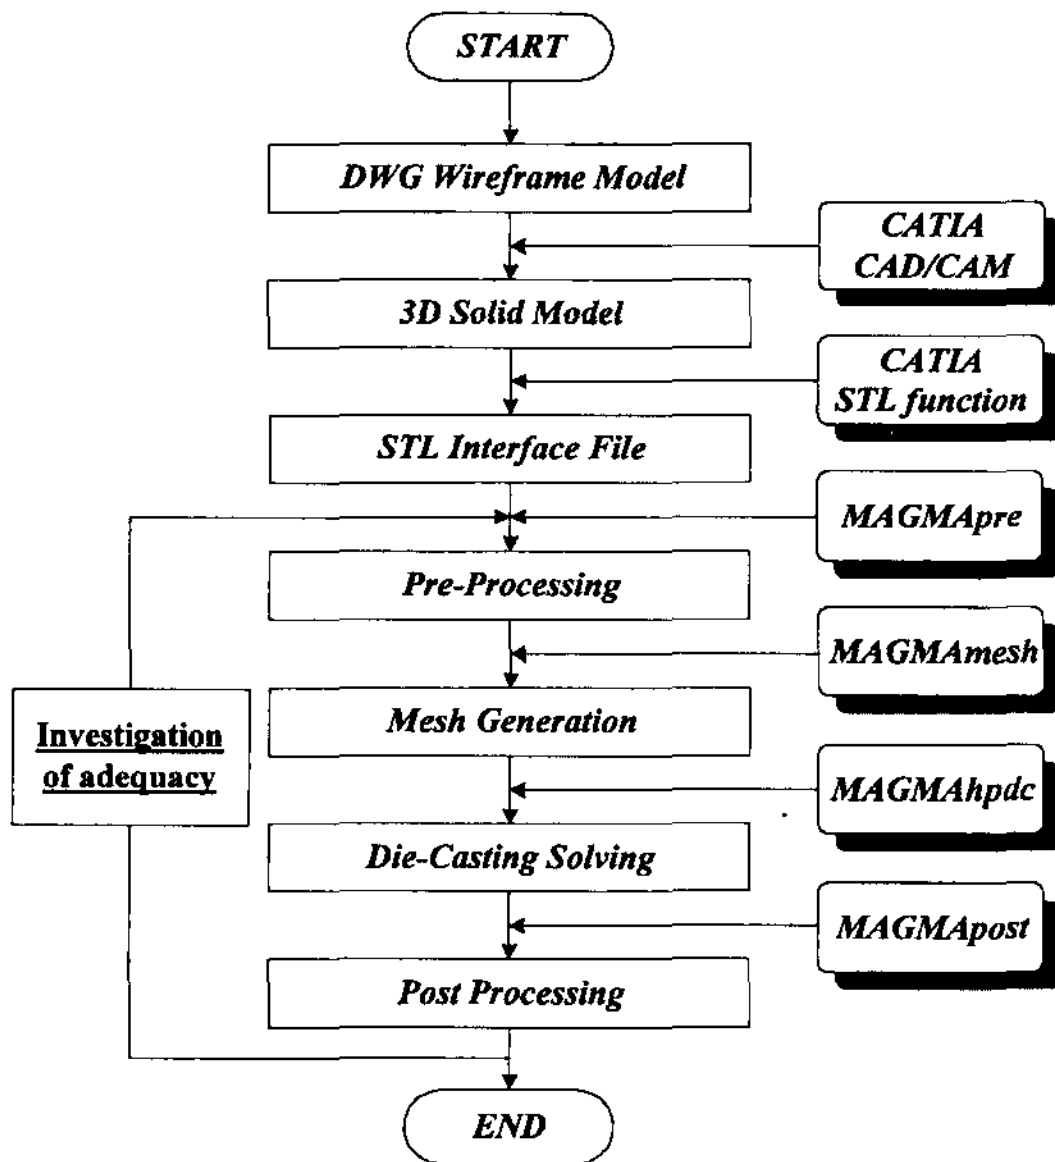 START
DWG Wireframe Model
CATIA
CAD/CAM
3D Solid Model
CATIA
STL function
STL Interface File
MAGMApre
Pre-Processing
MAGMAmesh
Mesh Generation
Investigation
of adequacy
MAGMAhpdc
Die-Casting Solving
MAGMApost
Post Processing
END